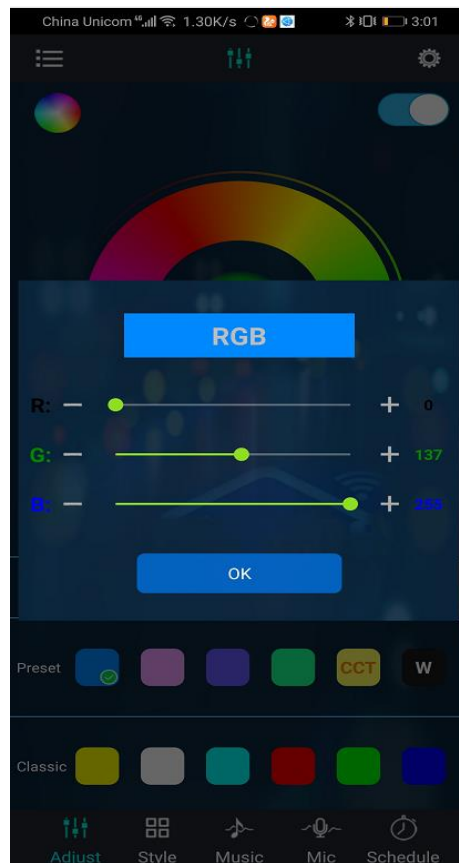 China Unicom 46 1.30K/s 3:01
RGB
R: 0
G: 137
B: 255
OK
Preset CCT W
Classic
Adjust Style Music Mic Schedule